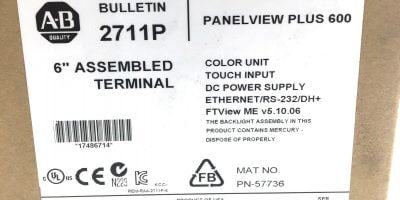 A-B
QUALITY
BULLETIN
2711P
PANELVIEW PLUS 600
6" ASSEMBLED
TERMINAL
COLOR UNIT
TOUCH INPUT
DC POWER SUPPLY
ETHERNET/RS-232/DH+
FTView ME v5.10.06
THE BACKLIGHT ASSEMBLY IN THIS
PRODUCT CONTAINS MERCURY -
DISPOSE OF PROPERLY
"17486714"
CE
N223
FB
MAT NO.
PN-57736